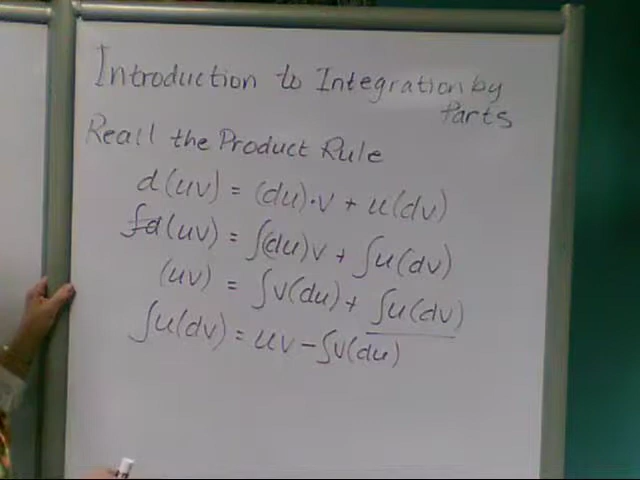 Introduction to Integration by
Parts
Reall the Product Rule
d(uv) = (du)·v + u(dv)
∫d(uv) = ∫(du)v + ∫u(dv)
(uv) = ∫v(du) + ∫u(dv)
∫u(dv) = uv - ∫v(du)